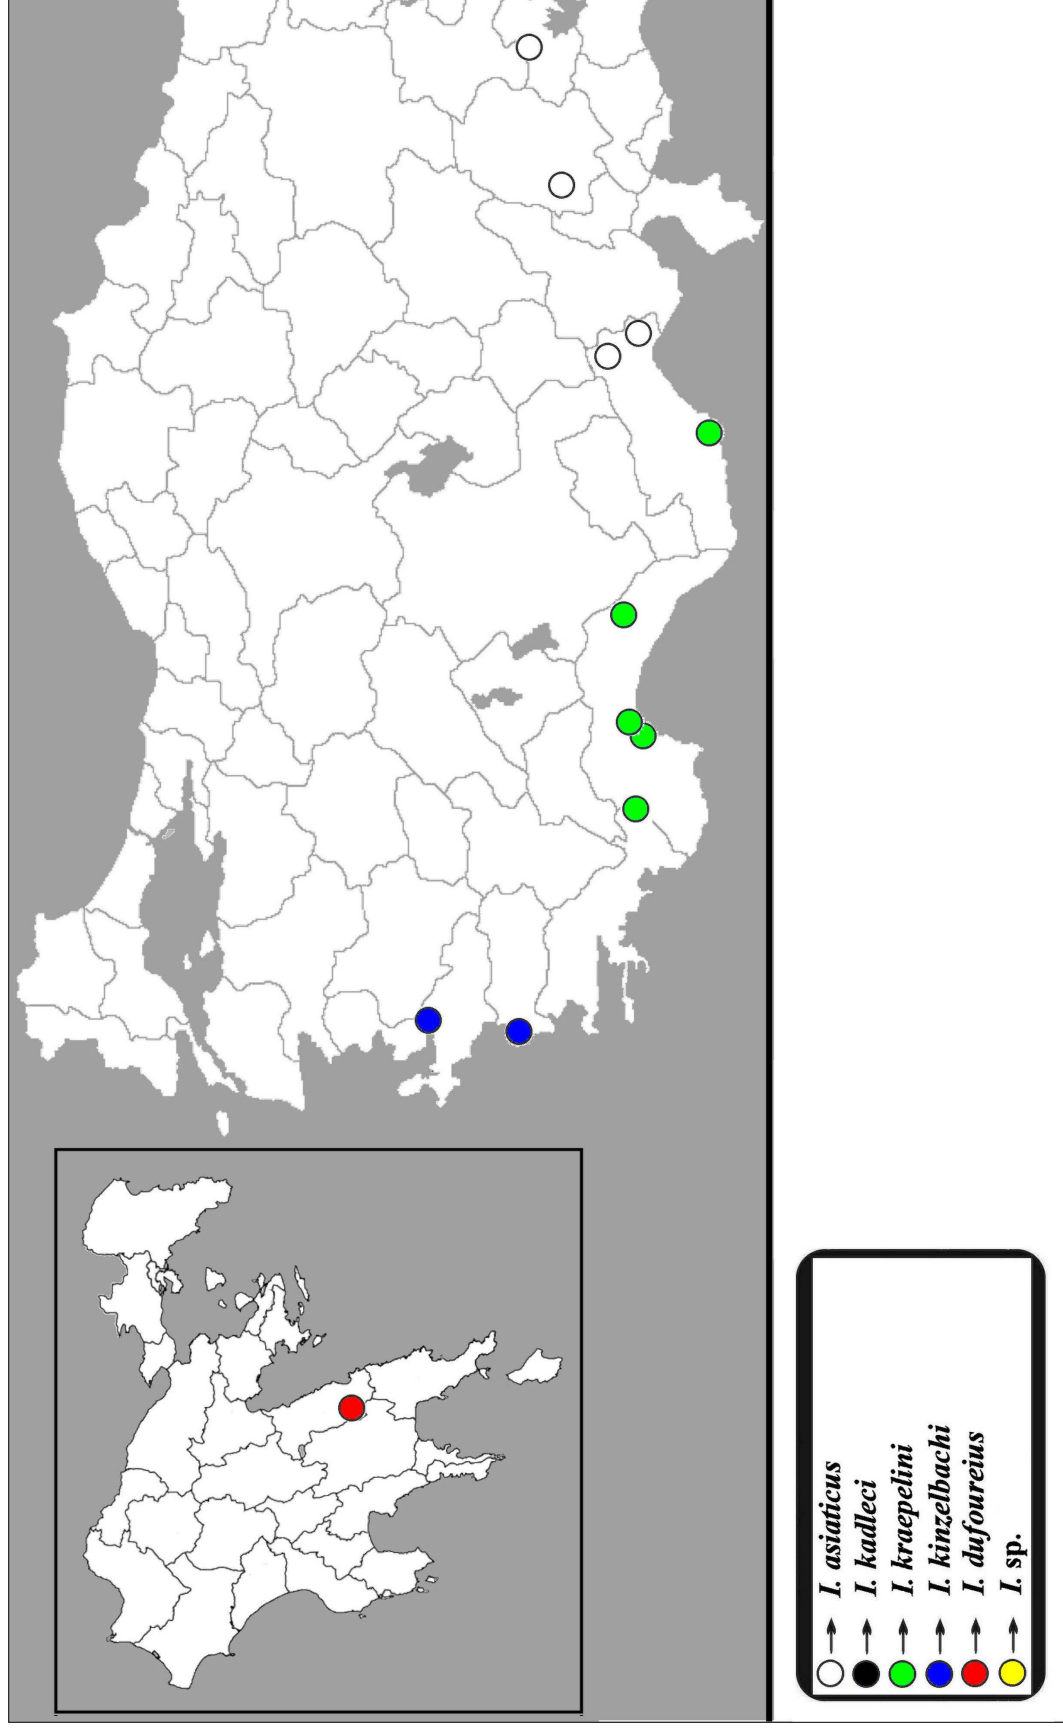 I. asiaticus
I. kadleci
I. kraepelini
I. kinzelbachi
I. dufoureius
I. sp.